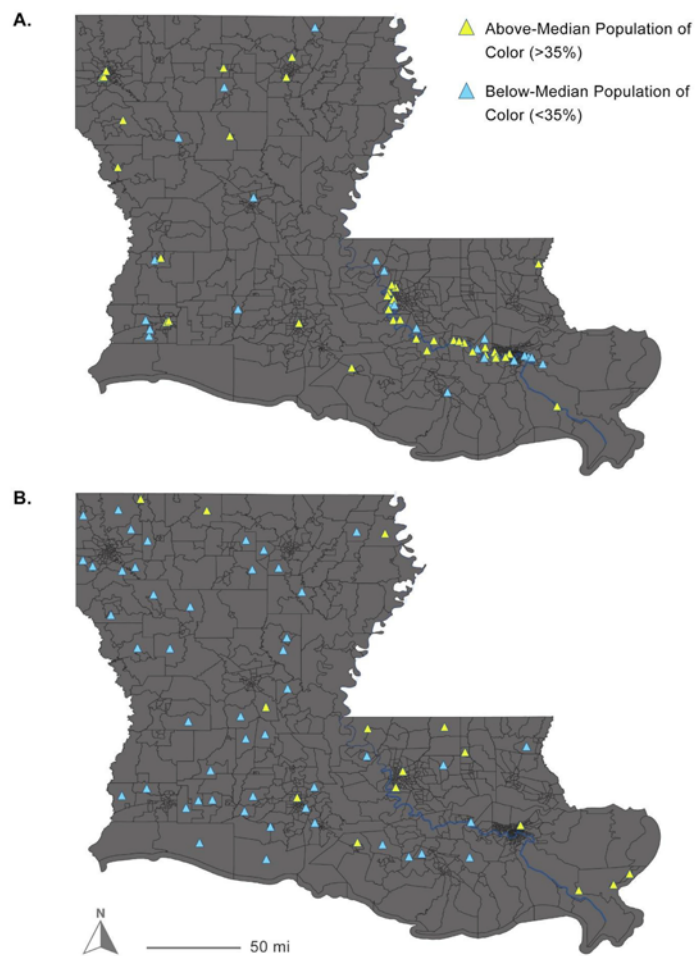 A.
Above-Median Population of
Color (>35%)
Below-Median Population of
Color (<35%)
B.
N
50 mi